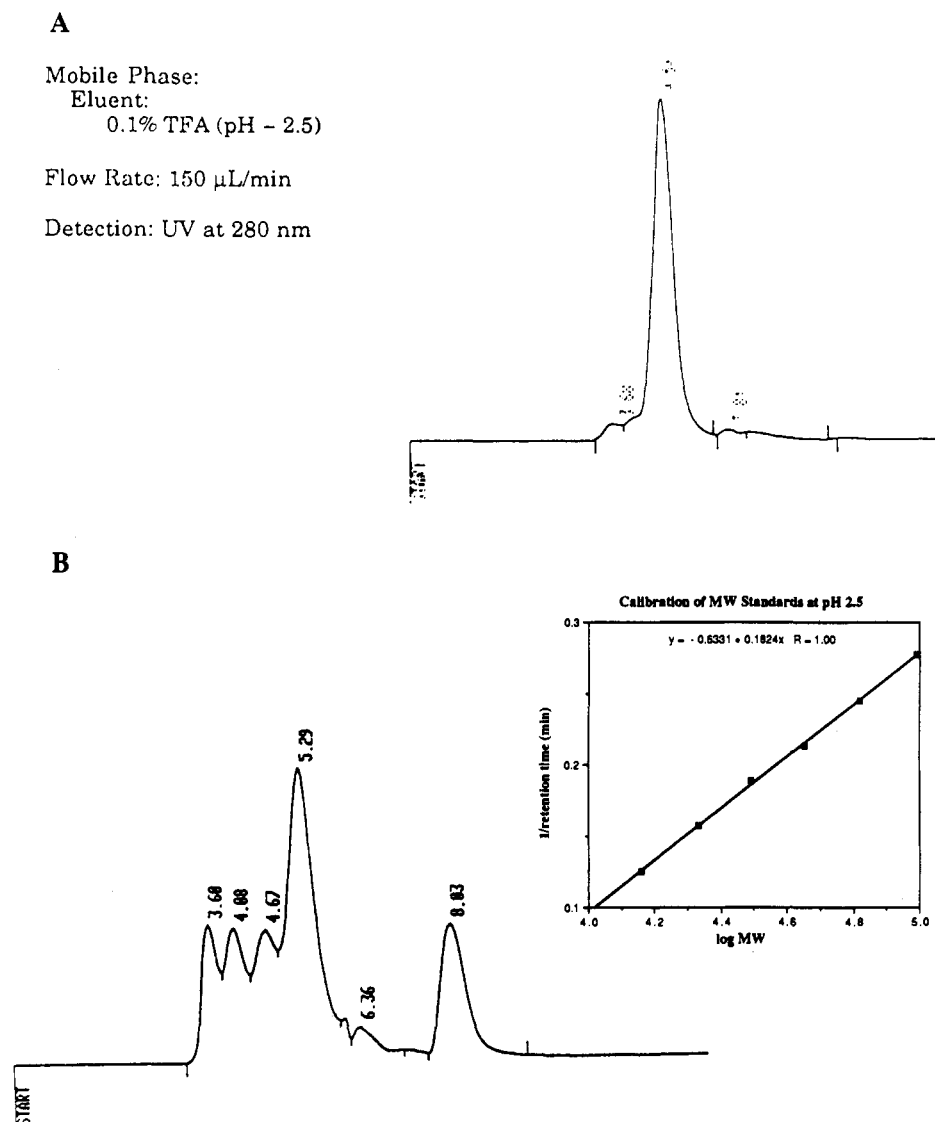 A
Mobile Phase:
Eluent:
0.1% TFA (pH – 2.5)
Flow Rate: 150 μL/min
Detection: UV at 280 nm
START
B
Calibration of MW Standards at pH 2.5
y = - 0.6331 + 0.1824x R = 1.00
0.3
0.2
0.1
1/retention time (min)
4.0 4.2 4.4 4.6 4.8 5.0
log MW
3.60
4.08
4.67
5.29
6.36
8.03
START